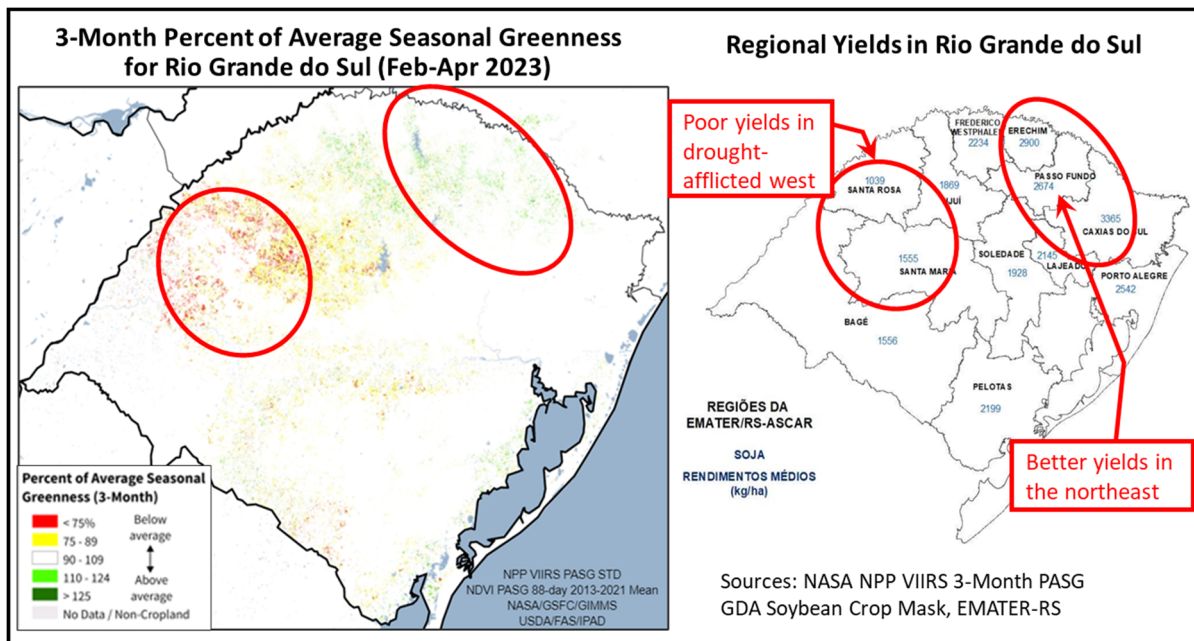 3-Month Percent of Average Seasonal Greenness
for Rio Grande do Sul (Feb-Apr 2023)
Percent of Average Seasonal
Greenness (3-Month)
< 75%
75 - 89
90 - 109
110 - 124
> 125
No Data / Non-Cropland
Below
average
Above
average
NPP VIIRS PASG STD
NDVI PASG 88-day 2013-2021 Mean
NASA/GSFC/GIMMS
USDA/FAS/IPAD
Regional Yields in Rio Grande do Sul
Poor yields in
drought-
afflicted west
FREDERICO
WESTPHALEN
2234
ERECHIM
2900
PASSO FUNDO
2674
1039
SANTA ROSA
1869
IJUÍ
3365
CAXIAS DO SUL
1555
SANTA MARIA
SOLEDADE
1928
2145
LAJEADO
PORTO ALEGRE
2542
BAGÉ
1556
PELOTAS
2199
REGIÕES DA
EMATER/RS-ASCAR
SOJA
RENDIMENTOS MÉDIOS
(kg/ha)
Better yields in
the northeast
Sources: NASA NPP VIIRS 3-Month PASG
GDA Soybean Crop Mask, EMATER-RS